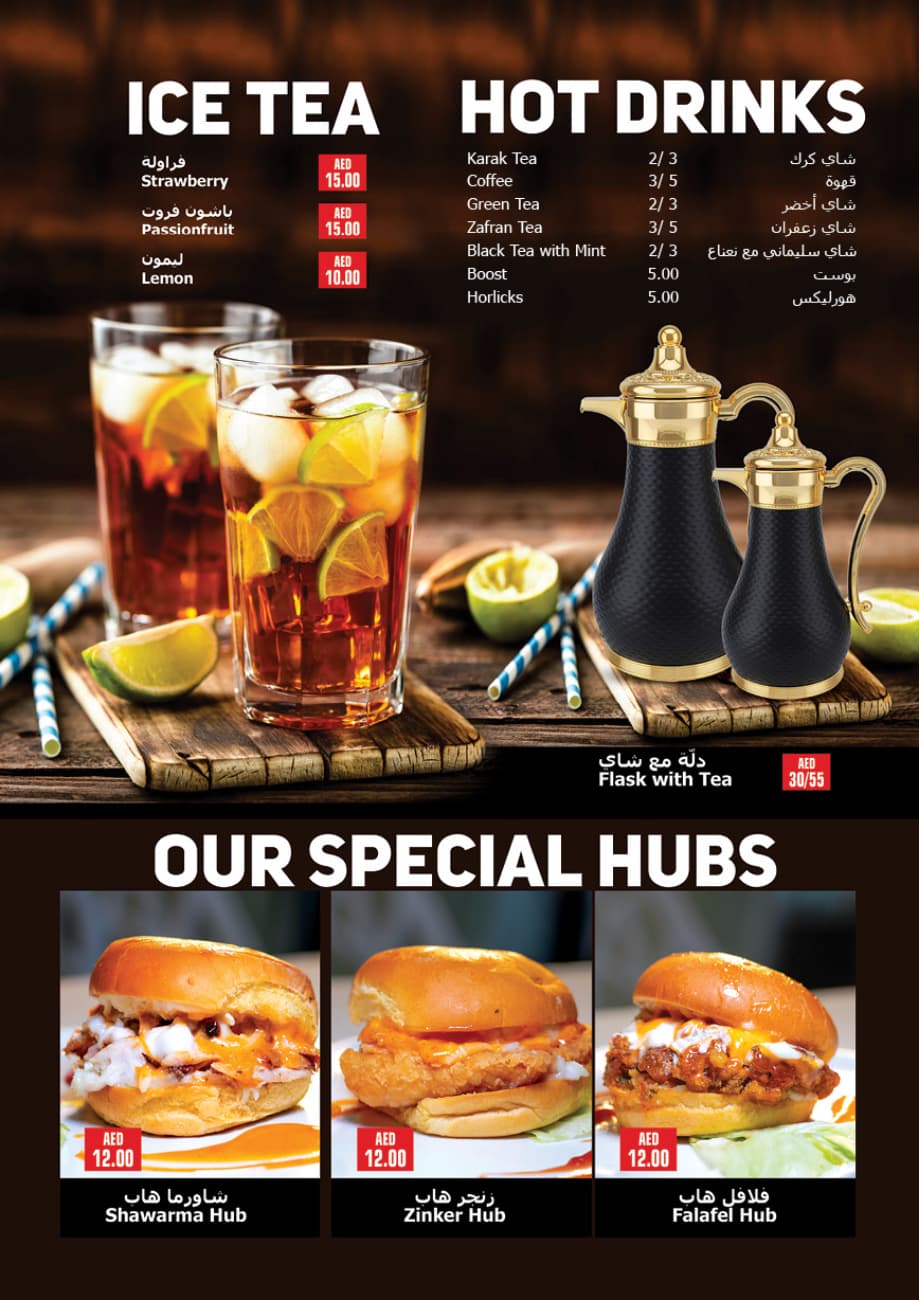 ICE TEA
فراولة
Strawberry
AED
15.00
باشون فروت
Passionfruit
AED
15.00
ليمون
Lemon
AED
10.00
HOT DRINKS
Karak Tea 2/ 3 شاي كرك
Coffee 3/ 5 قهوة
Green Tea 2/ 3 شاي أخضر
Zafran Tea 3/ 5 شاي زعفران
Black Tea with Mint 2/ 3 شاي سليماني مع نعناع
Boost 5.00 بوست
Horlicks 5.00 هورليكس
دلّة مع شاي
Flask with Tea
AED
30/55
OUR SPECIAL HUBS
AED
12.00
شاورما هاب
Shawarma Hub
AED
12.00
زنجر هاب
Zinker Hub
AED
12.00
فلافل هاب
Falafel Hub